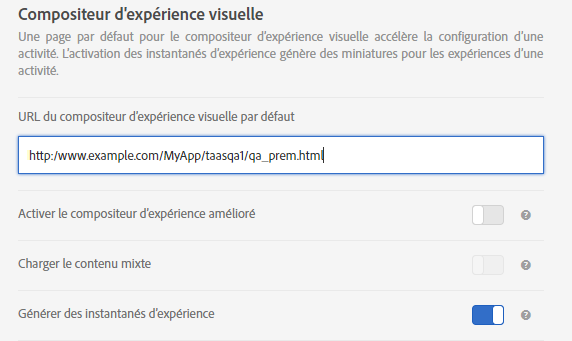 Compositeur d'expérience visuelle
Une page par défaut pour le compositeur d'expérience visuelle accélère la configuration d'une
activité. L'activation des instantanés d'expérience génère des miniatures pour les expériences d'une
activité.
URL du compositeur d'expérience visuelle par défaut
http:/www.example.com/MyApp/taasqa1/qa_prem.html
Activer le compositeur d'expérience amélioré
?
Charger le contenu mixte
?
Générer des instantanés d'expérience
?